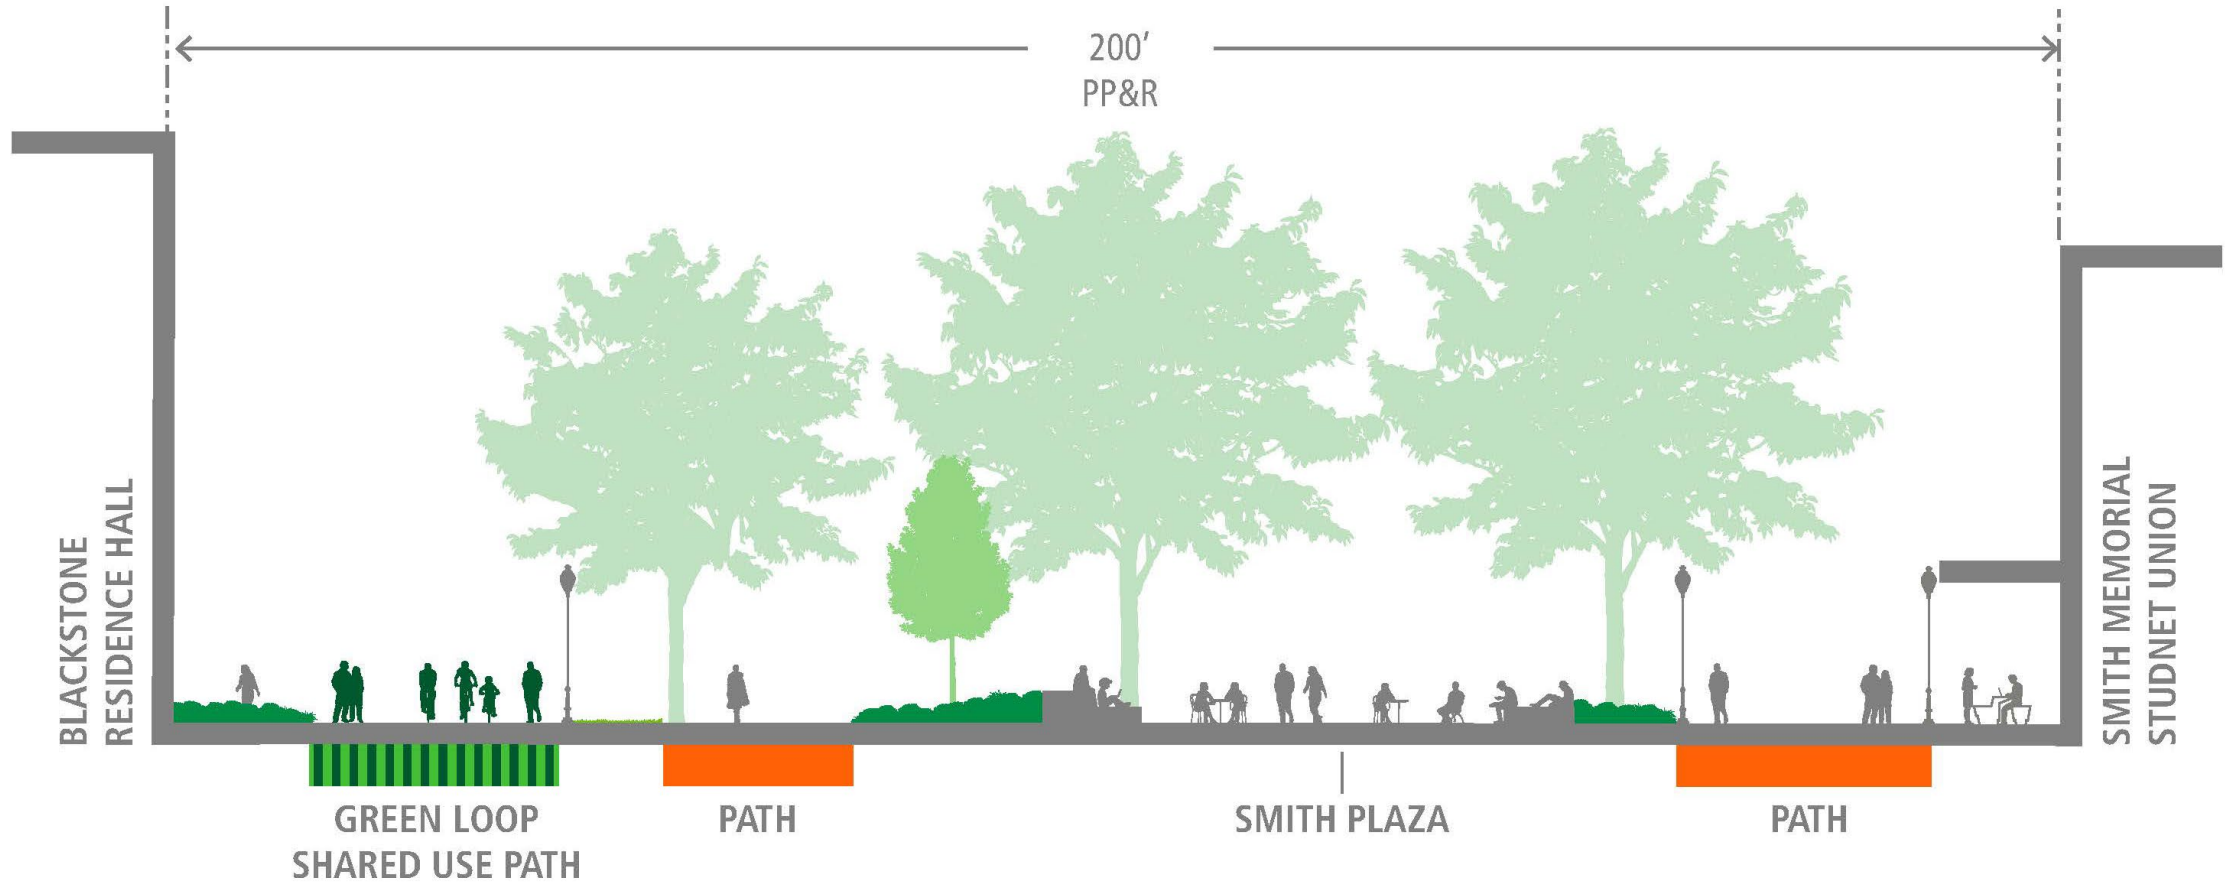 200'
PP&R
BLACKSTONE
RESIDENCE HALL
SMITH MEMORIAL
STUDNET UNION
GREEN LOOP
SHARED USE PATH
PATH
SMITH PLAZA
PATH